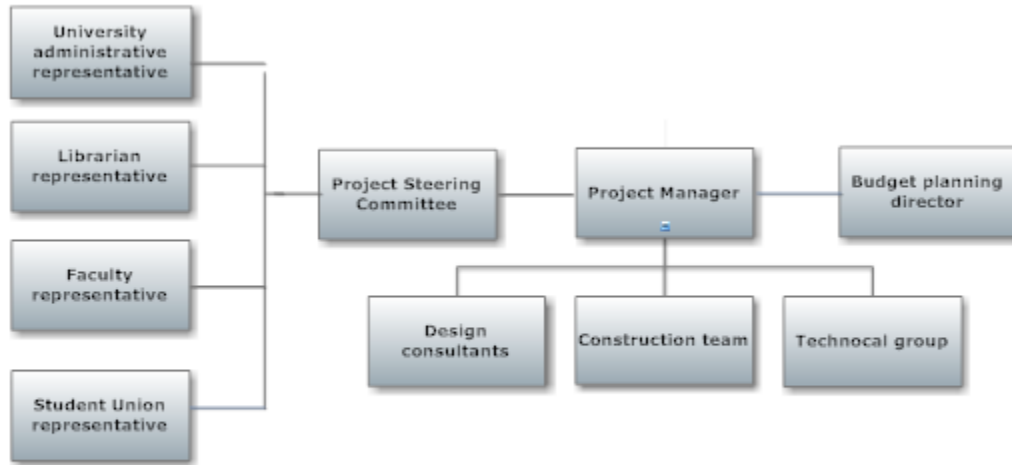 University
administrative
representative
Librarian
representative
Faculty
representative
Student Union
representative
Project Steering
Committee
Project Manager
Budget planning
director
Design
consultants
Construction team
Technocal group